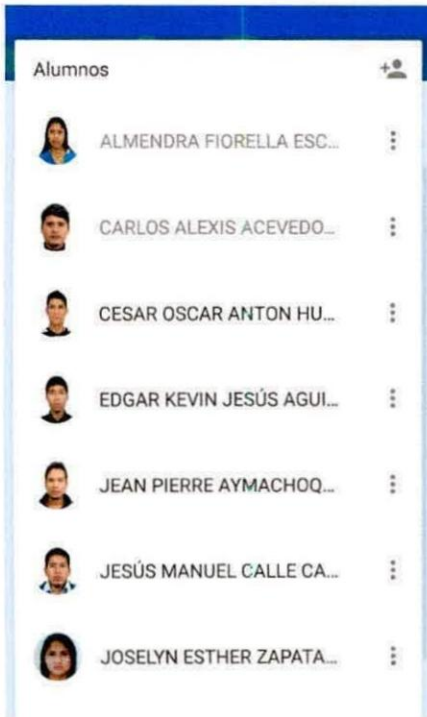 Alumnos
ALMENDRA FIORELLA ESC...
CARLOS ALEXIS ACEVEDO...
CESAR OSCAR ANTON HU...
EDGAR KEVIN JESÚS AGUI...
JEAN PIERRE AYMACHOQ...
JESÚS MANUEL CALLE CA...
JOSELYN ESTHER ZAPATA...